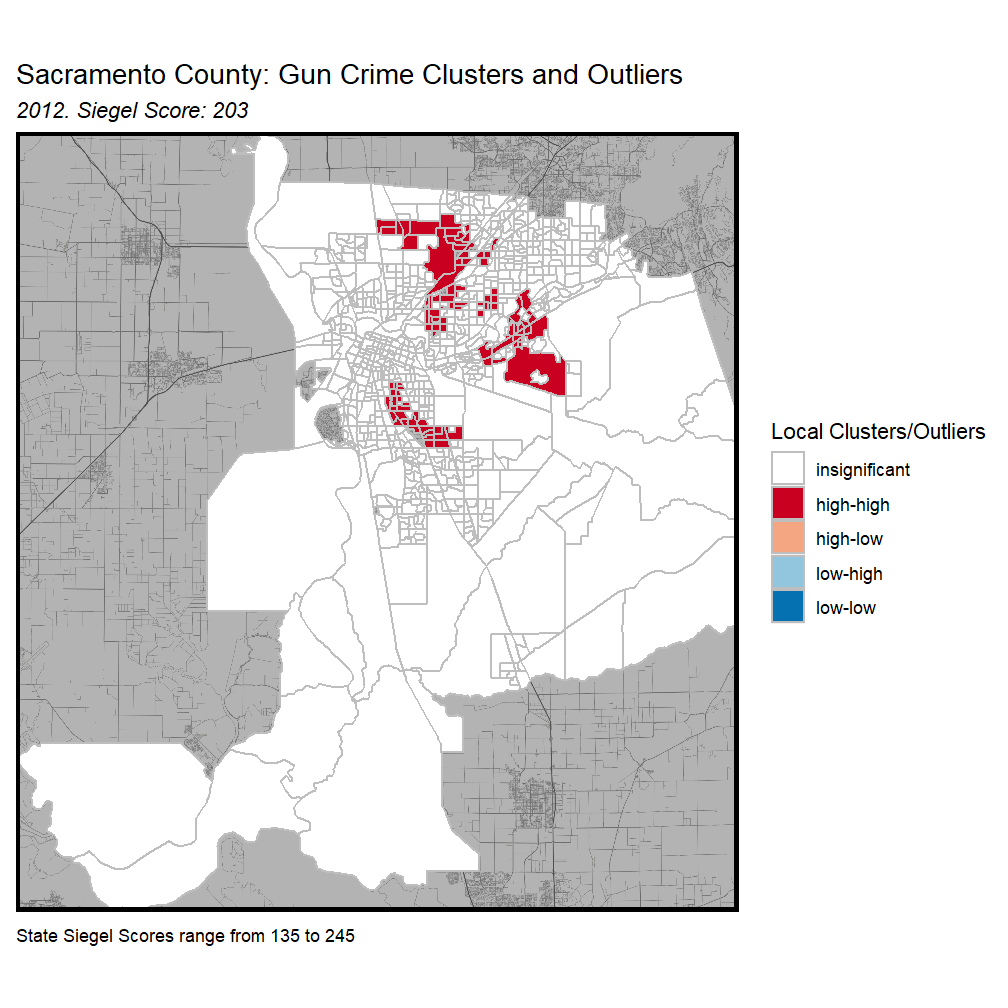 Sacramento County: Gun Crime Clusters and Outliers
2012. Siegel Score: 203
Local Clusters/Outliers
insignificant
high-high
high-low
low-high
low-low
State Siegel Scores range from 135 to 245